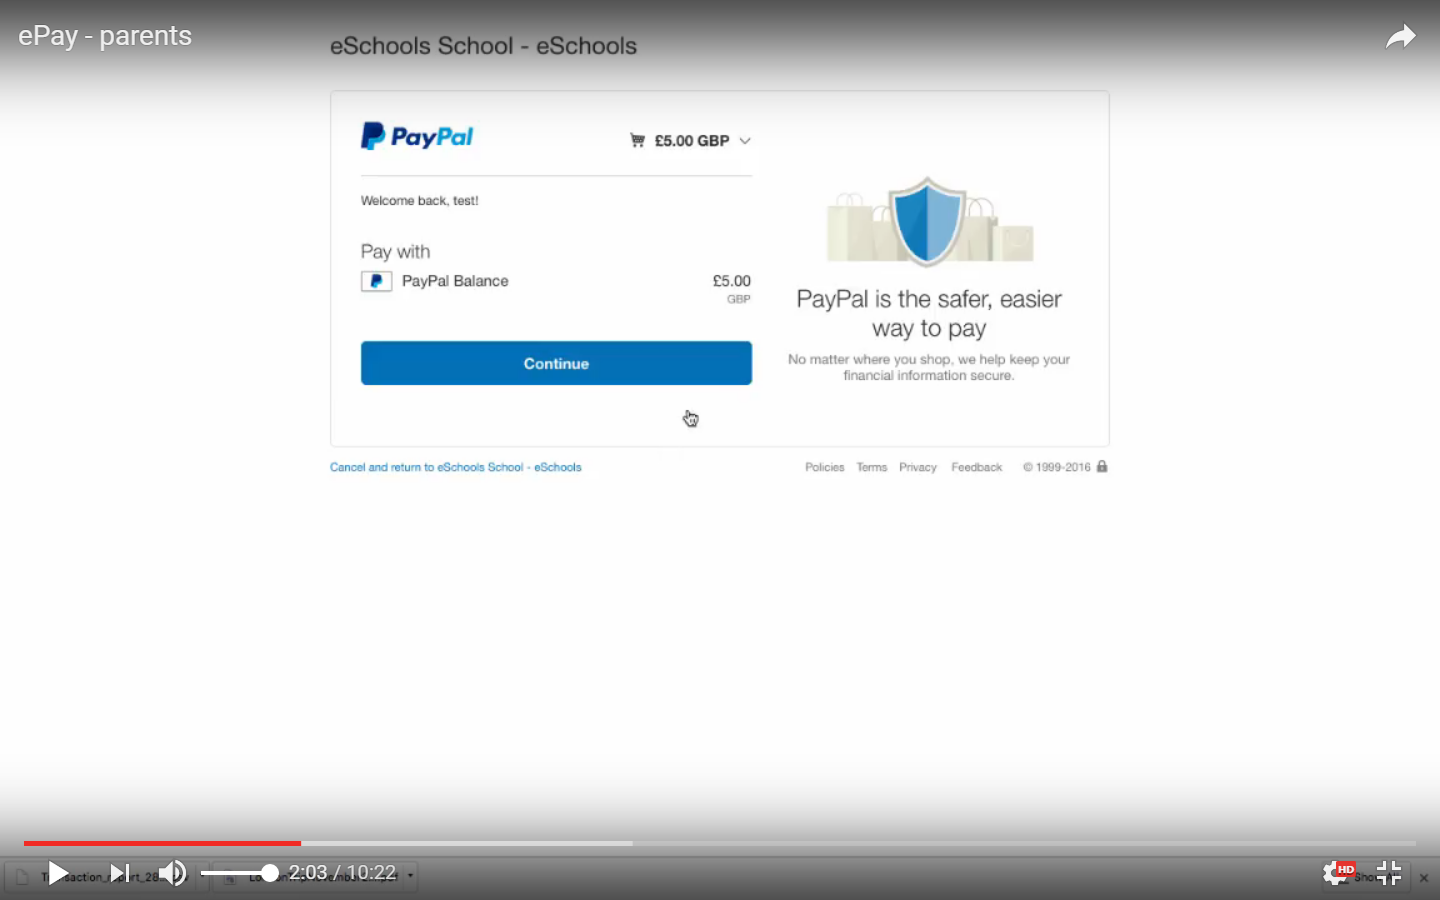 ePay - parents
eSchools School - eSchools
PayPal
£5.00 GBP
Welcome back, test!
Pay with
PayPal Balance
£5.00
GBP
Continue
PayPal is the safer, easier
way to pay
No matter where you shop, we help keep your
financial information secure.
Cancel and return to eSchools School - eSchools
Policies Terms Privacy Feedback © 1999-2016
2:03 / 10:22
HD